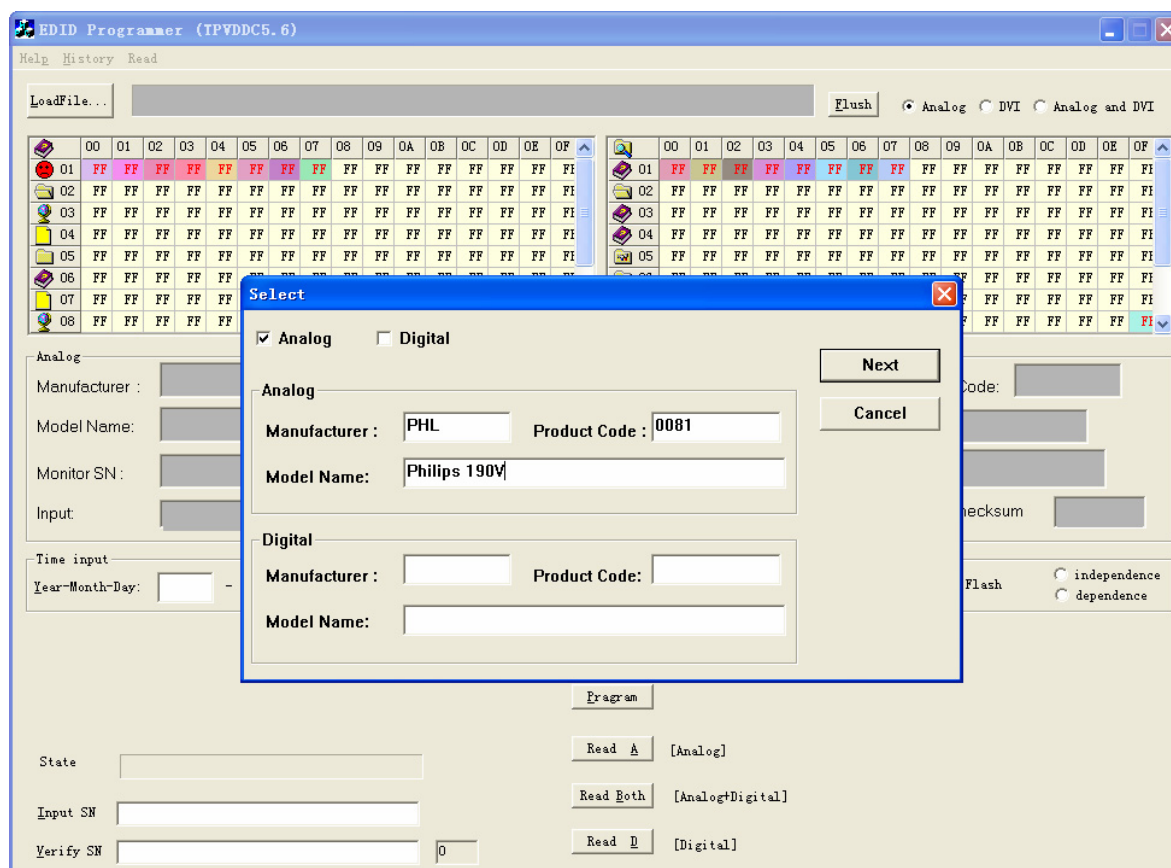 EDID Programmer (TPVDDC5.6)
Help History Read
LoadFile... Flush Analog DVI Analog and DVI
00 01 02 03 04 05 06 07 08 09 0A 0B 0C 0D 0E 0F 00 01 02 03 04 05 06 07 08 09 0A 0B 0C 0D 0E 0F
01 FF FF FF FF FF FF FF FF FF FF FF FF FF FF FF 01 FF FF FF FF FF FF FF FF FF FF FF FF FF FF FF
02 FF FF FF FF FF FF FF FF FF FF FF FF FF FF FF 02 FF FF FF FF FF FF FF FF FF FF FF FF FF FF FF
03 FF FF FF FF FF FF FF FF FF FF FF FF FF FF FF 03 FF FF FF FF FF FF FF FF FF FF FF FF FF FF FF
04 FF FF FF FF FF FF FF FF FF FF FF FF FF FF FF 04 FF FF FF FF FF FF FF FF FF FF FF FF FF FF FF
05 FF FF FF FF FF FF FF FF FF FF FF FF FF FF FF 05 FF FF FF FF FF FF FF FF FF FF FF FF FF FF FF
06 FF FF FF FF FF FF FF FF
07 FF FF FF FF FF FF FF FF FF
08 FF FF FF FF FF FF FF FF FF
Select
Analog Digital
Next
Cancel
Analog
Manufacturer : PHL Product Code : 0081
Model Name: Philips 190V
Digital
Manufacturer : Product Code:
Model Name:
Analog
Manufacturer : Code:
Model Name:
Monitor SN :
Input:
Time input
Year-Month-Day: - Flash independence
dependence
Pragram
State Read A [Analog]
Input SN Read Both [Analog+Digital]
Verify SN 0 Read D [Digital]